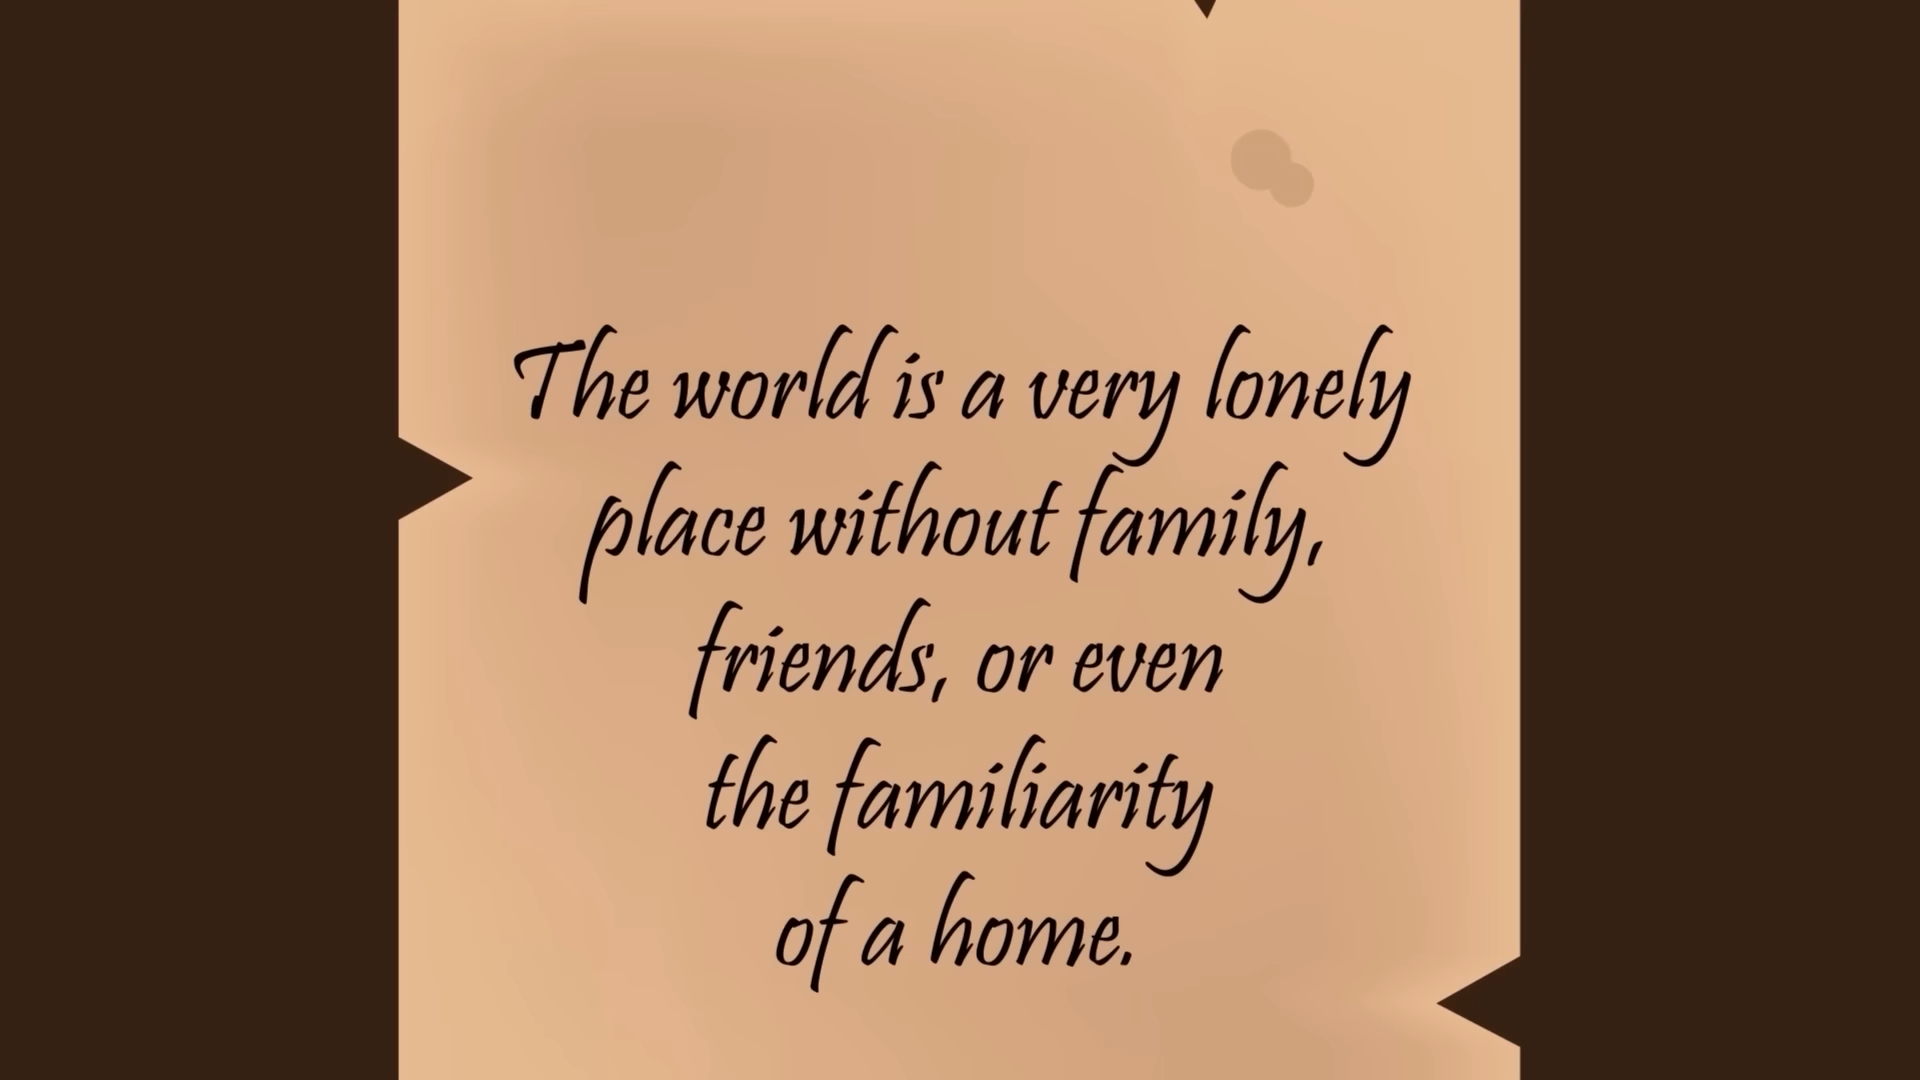 The world is a very lonely
place without family,
friends, or even
the familiarity
of a home.